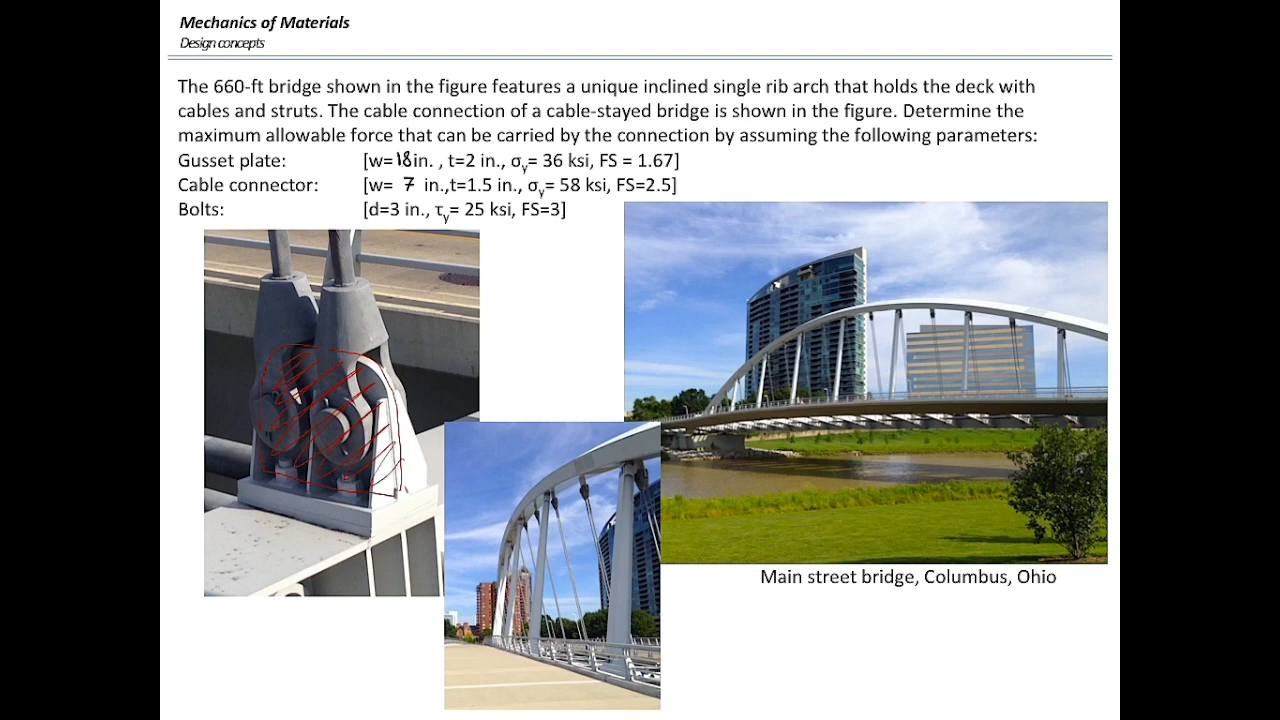 Mechanics of Materials
Design concepts
The 660-ft bridge shown in the figure features a unique inclined single rib arch that holds the deck with
cables and struts. The cable connection of a cable-stayed bridge is shown in the figure. Determine the
maximum allowable force that can be carried by the connection by assuming the following parameters:
Gusset plate: [w= 18 in. , t=2 in., σy= 36 ksi, FS = 1.67]
Cable connector: [w= 7 in.,t=1.5 in., σy= 58 ksi, FS=2.5]
Bolts: [d=3 in., τy= 25 ksi, FS=3]
Main street bridge, Columbus, Ohio